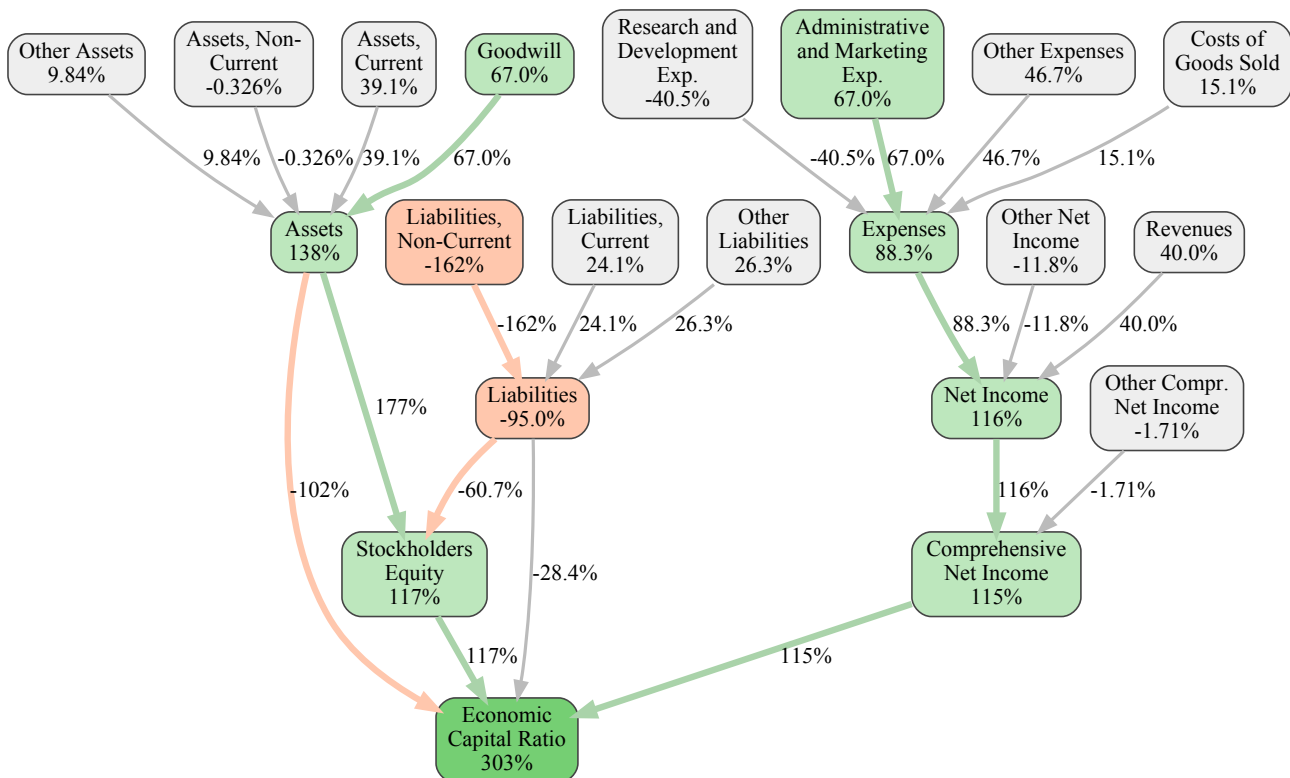 Other Assets
9.84%
Assets, Non-
Current
-0.326%
Assets,
Current
39.1%
Goodwill
67.0%
Research and
Development
Exp.
-40.5%
Administrative
and Marketing
Exp.
67.0%
Other Expenses
46.7%
Costs of
Goods Sold
15.1%
9.84%
-0.326%
39.1%
67.0%
-40.5%
67.0%
46.7%
15.1%
Assets
138%
Liabilities,
Non-Current
-162%
Liabilities,
Current
24.1%
Other
Liabilities
26.3%
Expenses
88.3%
Other Net
Income
-11.8%
Revenues
40.0%
-162%
24.1%
26.3%
88.3%
-11.8%
40.0%
177%
Liabilities
-95.0%
Net Income
116%
Other Compr.
Net Income
-1.71%
-102%
-60.7%
116%
-1.71%
Stockholders
Equity
117%
-28.4%
Comprehensive
Net Income
115%
117%
115%
Economic
Capital Ratio
303%